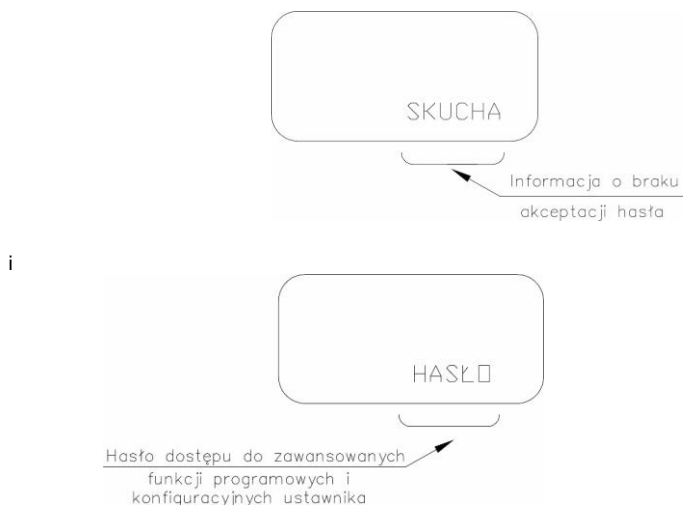 SKUCHA
Informacja o braku
akceptacji hasła
i
HASŁO
Hasło dostępu do zawansowanych
funkcji programowych i
konfiguracyjnych ustawnika